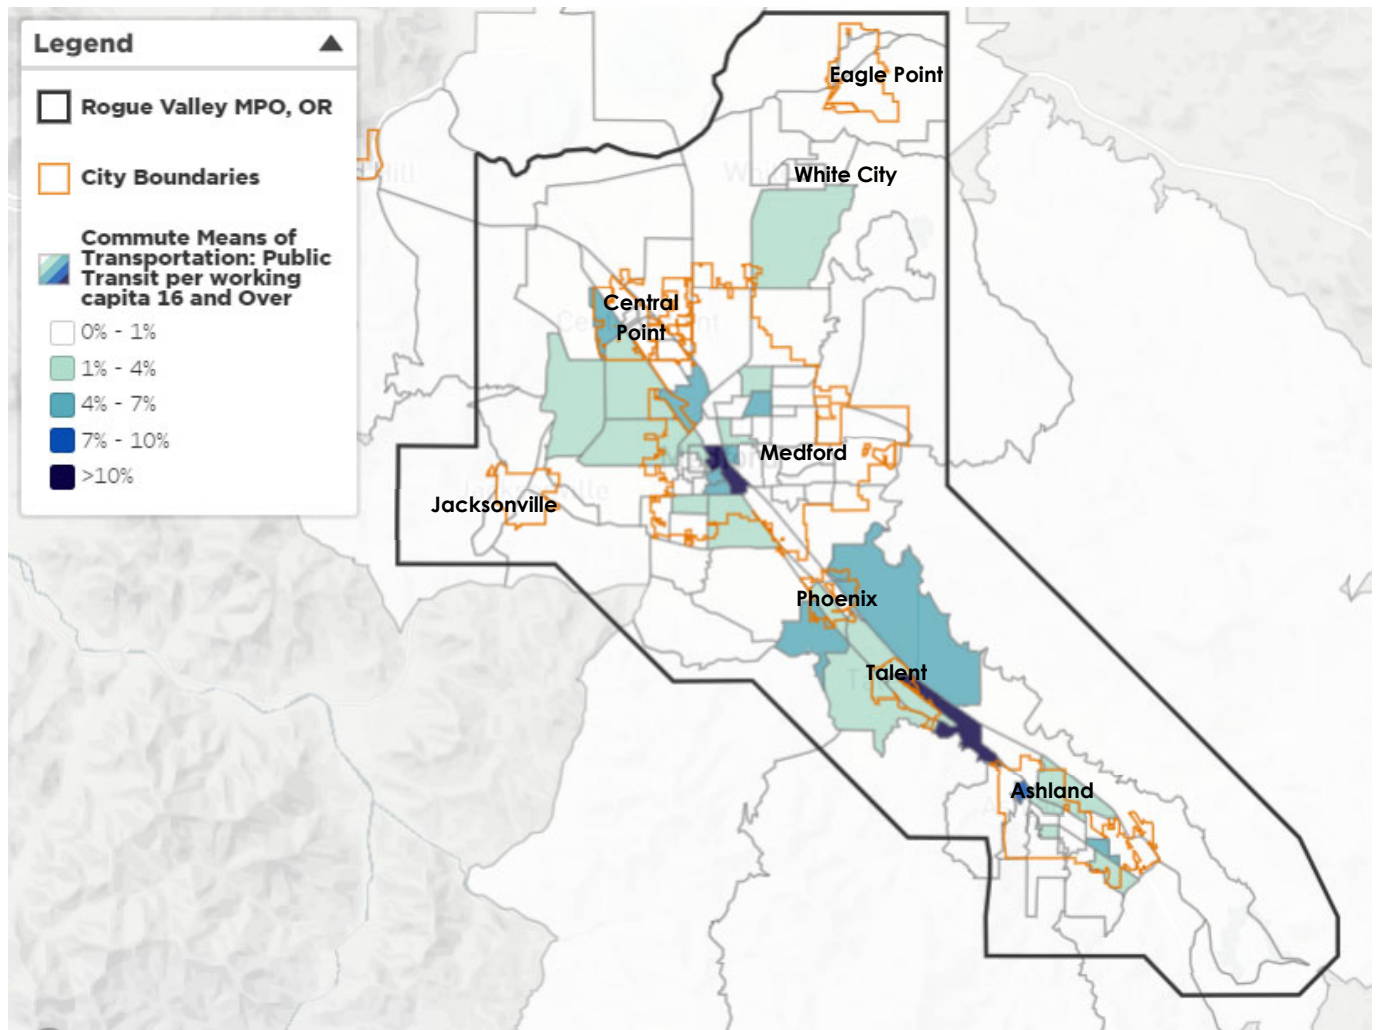 Legend
Rogue Valley MPO, OR
City Boundaries
Commute Means of
Transportation: Public
Transit per working
capita 16 and Over
0% - 1%
1% - 4%
4% - 7%
7% - 10%
>10%
Eagle Point
White City
Central
Point
Medford
Jacksonville
Phoenix
Talent
Ashland